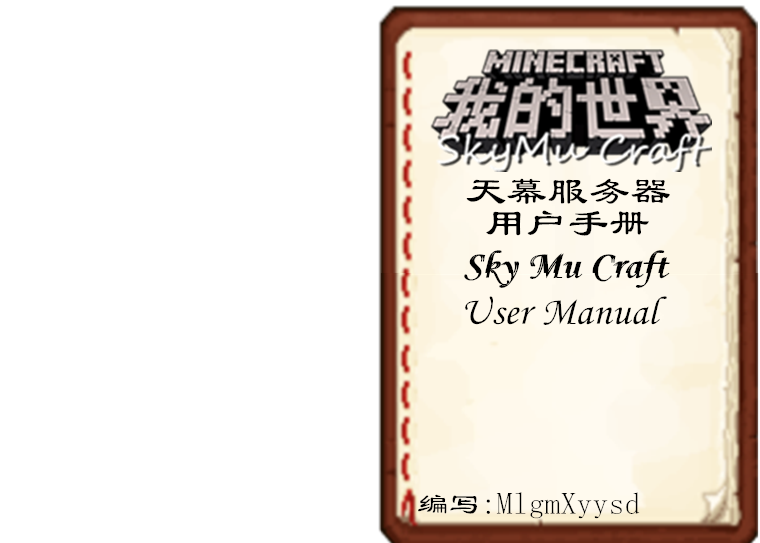 MINECRAFT
我的世界
SkyMu Craft
天幕服务器
用户手册
Sky Mu Craft
User Manual
编写:MlgmXyysd